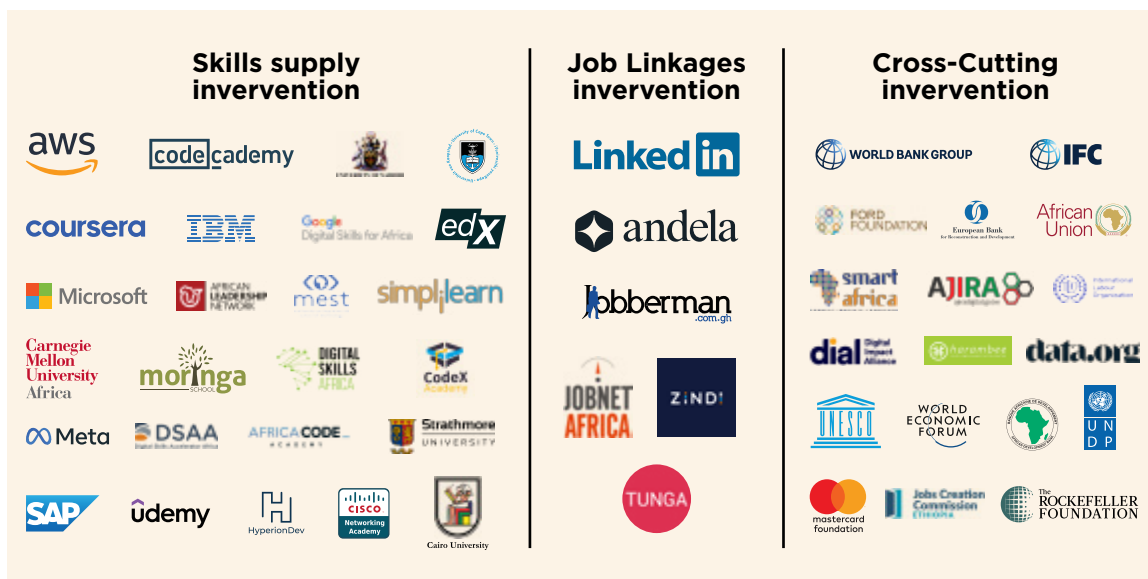 Skills supply
invervention
aws
codecademy
coursera
IBM
Google
Digital Skills for Africa
edX
Microsoft
AFRICAN
LEADERSHIP
NETWORK
mest
simplilearn
Carnegie
Mellon
University
Africa
moringa
SCHOOL
DIGITAL
SKILLS
AFRICA
CodeX
Academy
Meta
DSAA
Digital Skills Accelerator Africa
AFRICA CODE
ACADEMY
Strathmore
UNIVERSITY
SAP
udemy
H
HyperionDev
CISCO
Networking
Academy
Cairo University
Job Linkages
invervention
Linked in
andela
Jobberman
.com.gh
JOBNET
AFRICA
ZiNDi
TUNGA
Cross-Cutting
invervention
WORLD BANK GROUP
IFC
FORD
FOUNDATION
European Bank
for Reconstruction and Development
African
Union
smart
africa
AJIRA
International
Labour
Organization
dial
Digital
Impact
Alliance
harambee
data.org
UNESCO
WORLD
ECONOMIC
FORUM
UN
DP
mastercard
foundation
Jobs Creation
Commission
ETHIOPIA
The
ROCKEFELLER
FOUNDATION